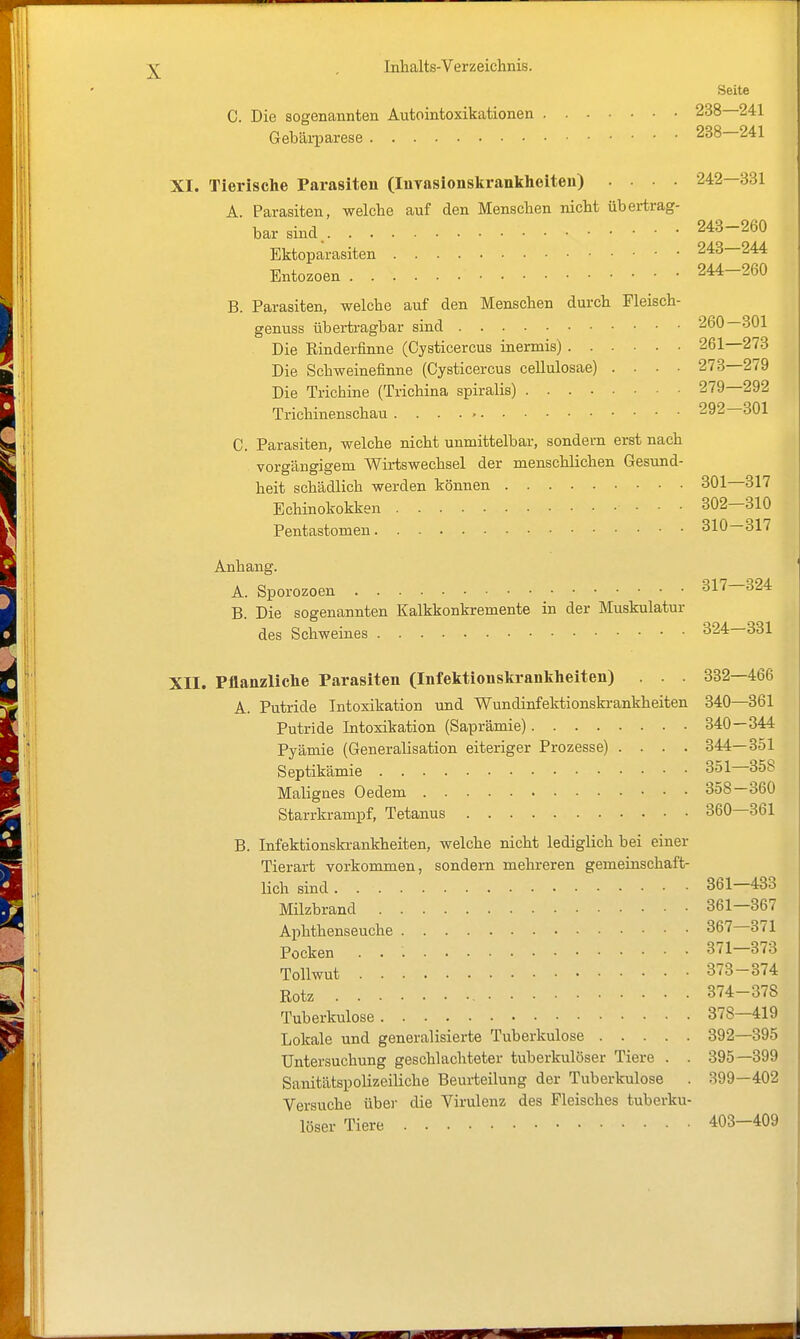 X Inhalts-Verzeichnis.
Seite
C. Die sogenannten Autointoxikationen . . . . . . . 238—241
Gebärparese . . . . . . . . . . . . . . . 238—241
XI. Tierische Parasiten (Invasionskrankheiten) . . . . 242—331
A. Parasiten, welche auf den Menschen nicht übertrag-
bar sind . . . . . . . . . . . . . . . . . 243—260
Ektoparasiten . . . . . . . . . . . . . . 243—244
Entozoen . . . . . . . . . . . . . . . . 244—260
B. Parasiten, welche auf den Menschen durch Fleisch-
genuss übertragbar sind . . . . . . . . . . . 260—301
Die Rinderfinne (Cysticercus inermis) . . . . . . 261—273
Die Schweinefinne (Cysticercus cellulosae) . . . . 273—279
Die Trichine (Trichina spiralis) . . . . . . . . 279—292
Trichinenschau . . . . . . . . . . . . . . 292—301
C. Parasiten, welche nicht unmittelbar, sondern erst nach
vorgängigem Wirtswechsel der menschlichen Gesund-
heit schädlich werden können . . . . . . . . . 301—317
Echinokokken . . . . . . . . . . . . . . 302—310
Pentastomen . . . . . . . . . . . . . . . 310—317
Anhang.
A. Sporozoen . . . . . . . . . . . . . . . . 317—324
B. Die sogenannten Kalkkonkremente in der Muskulatur
des Schweines . . . . . . . . . . . . . . . 324—331
XII. Pflanzliche Parasiten (Infektionskrankheiten) . . . 332—466
A. Putride Intoxikation und Wundinfektionskrankheiten 340—361
Putride Intoxikation (Saprämie) . . . . . . . . 340—344
Pyämie (Generalisation eiteriger Prozesse) . . . . 344—351
Septikämie . . . . . . . . . . . . . . . 351—358
Malignes Oedem . . . . . . . . . . . . . 358—360
Starrkrampf, Tetanus . . . . . . . . . . . 360—361
B. Infektionskrankheiten, welche nicht lediglich bei einer
Tierart vorkommen, sondern mehreren gemeinschaft-
lich sind . . . . . . . . . . . . . . . . . 361—433
Milzbrand . . . . . . . . . . . . . . . 361—367
Aphthenseuche . . . . . . . . . . . . . . 367—371
Pocken . . . . . . . . . . . . . . . . 371—373
Tollwut . . . . . . . . . . . . . . . . 373—374
Rotz . . . . . . . . . . . . . . . . . 374—378
Tuberkulose . . . . . . . . . . . . . . . 378—419
Lokale und generalisierte Tuberkulose . . . . . 392—395
Untersuchung geschlachteter tuberkulöser Tiere . . 395—399
Sanitätspolizeiliche Beurteilung der Tuberkulose . 399—402
Versuche über die Virulenz des Fleisches tuberku-
löser Tiere . . . . . . . . . . . . . . 403—409